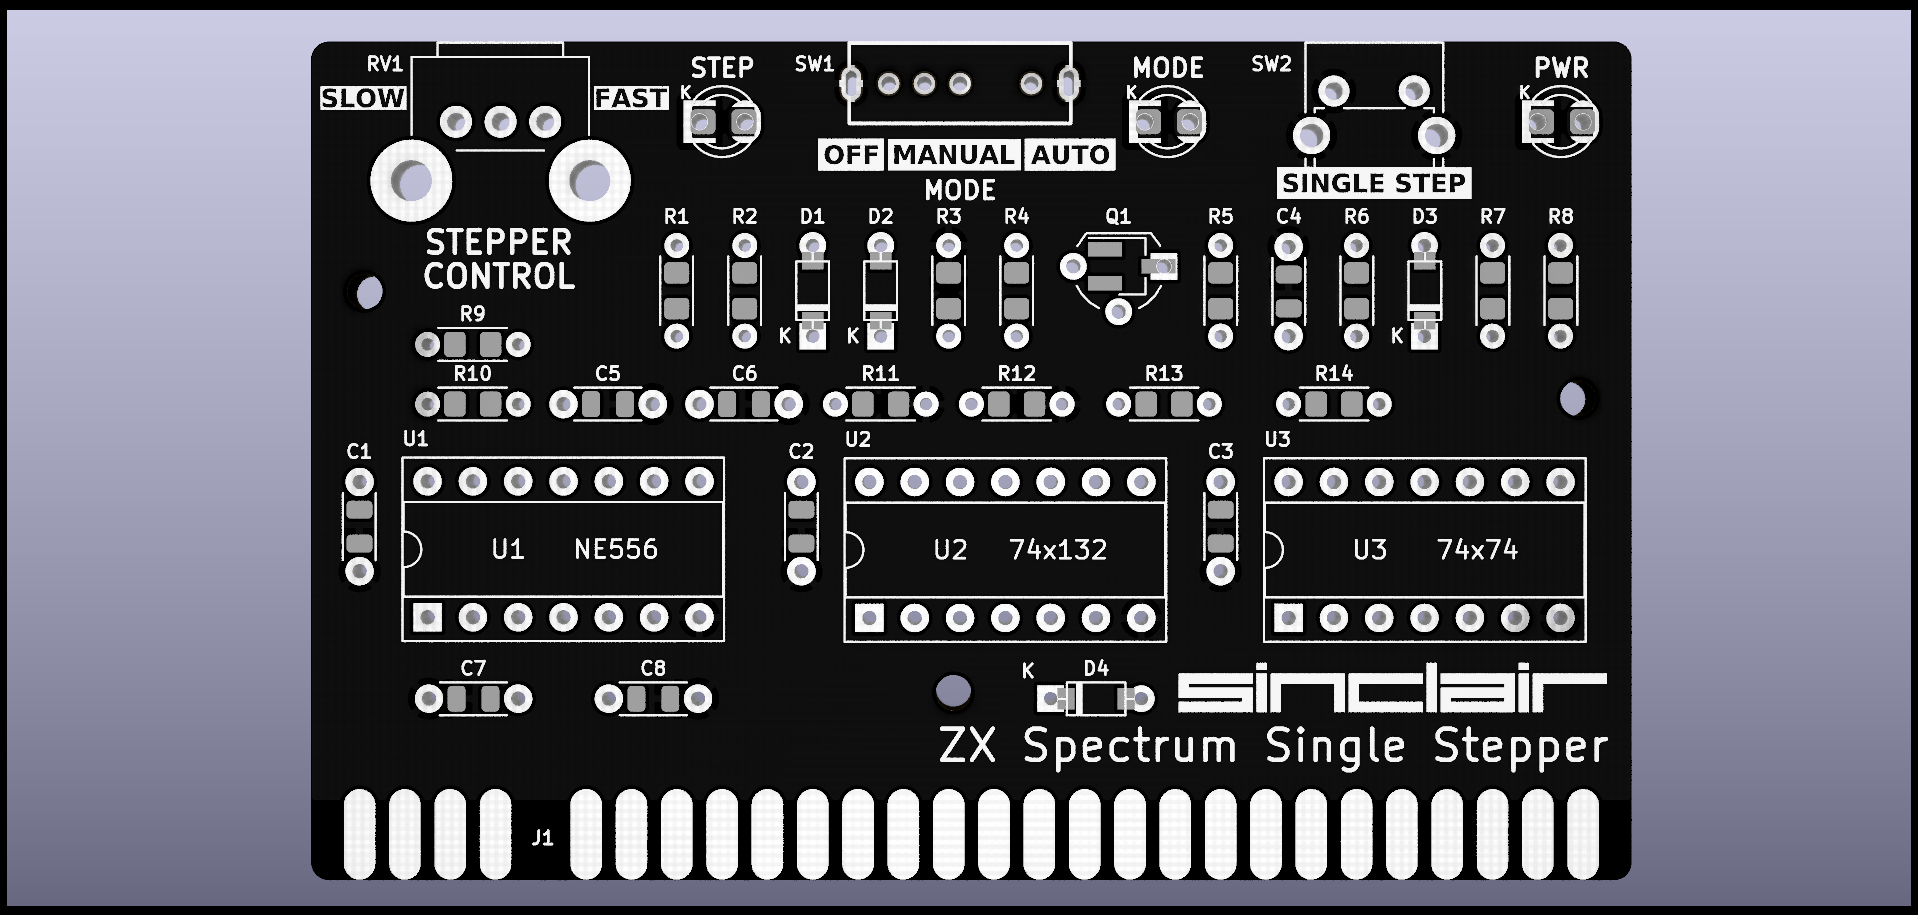 RV1 STEP SW1 MODE SW2 PWR
SLOW FAST K K K
OFF MANUAL AUTO
MODE
SINGLE STEP
R1 R2 D1 D2 R3 R4 Q1 R5 C4 R6 D3 R7 R8
STEPPER
CONTROL
K K K
R9
R10 C5 C6 R11 R12 R13 R14
U1 U2 U3
C1 C2 C3
U1 NE556 U2 74x132 U3 74x74
C7 C8 K D4
sinclair
ZX Spectrum Single Stepper
J1